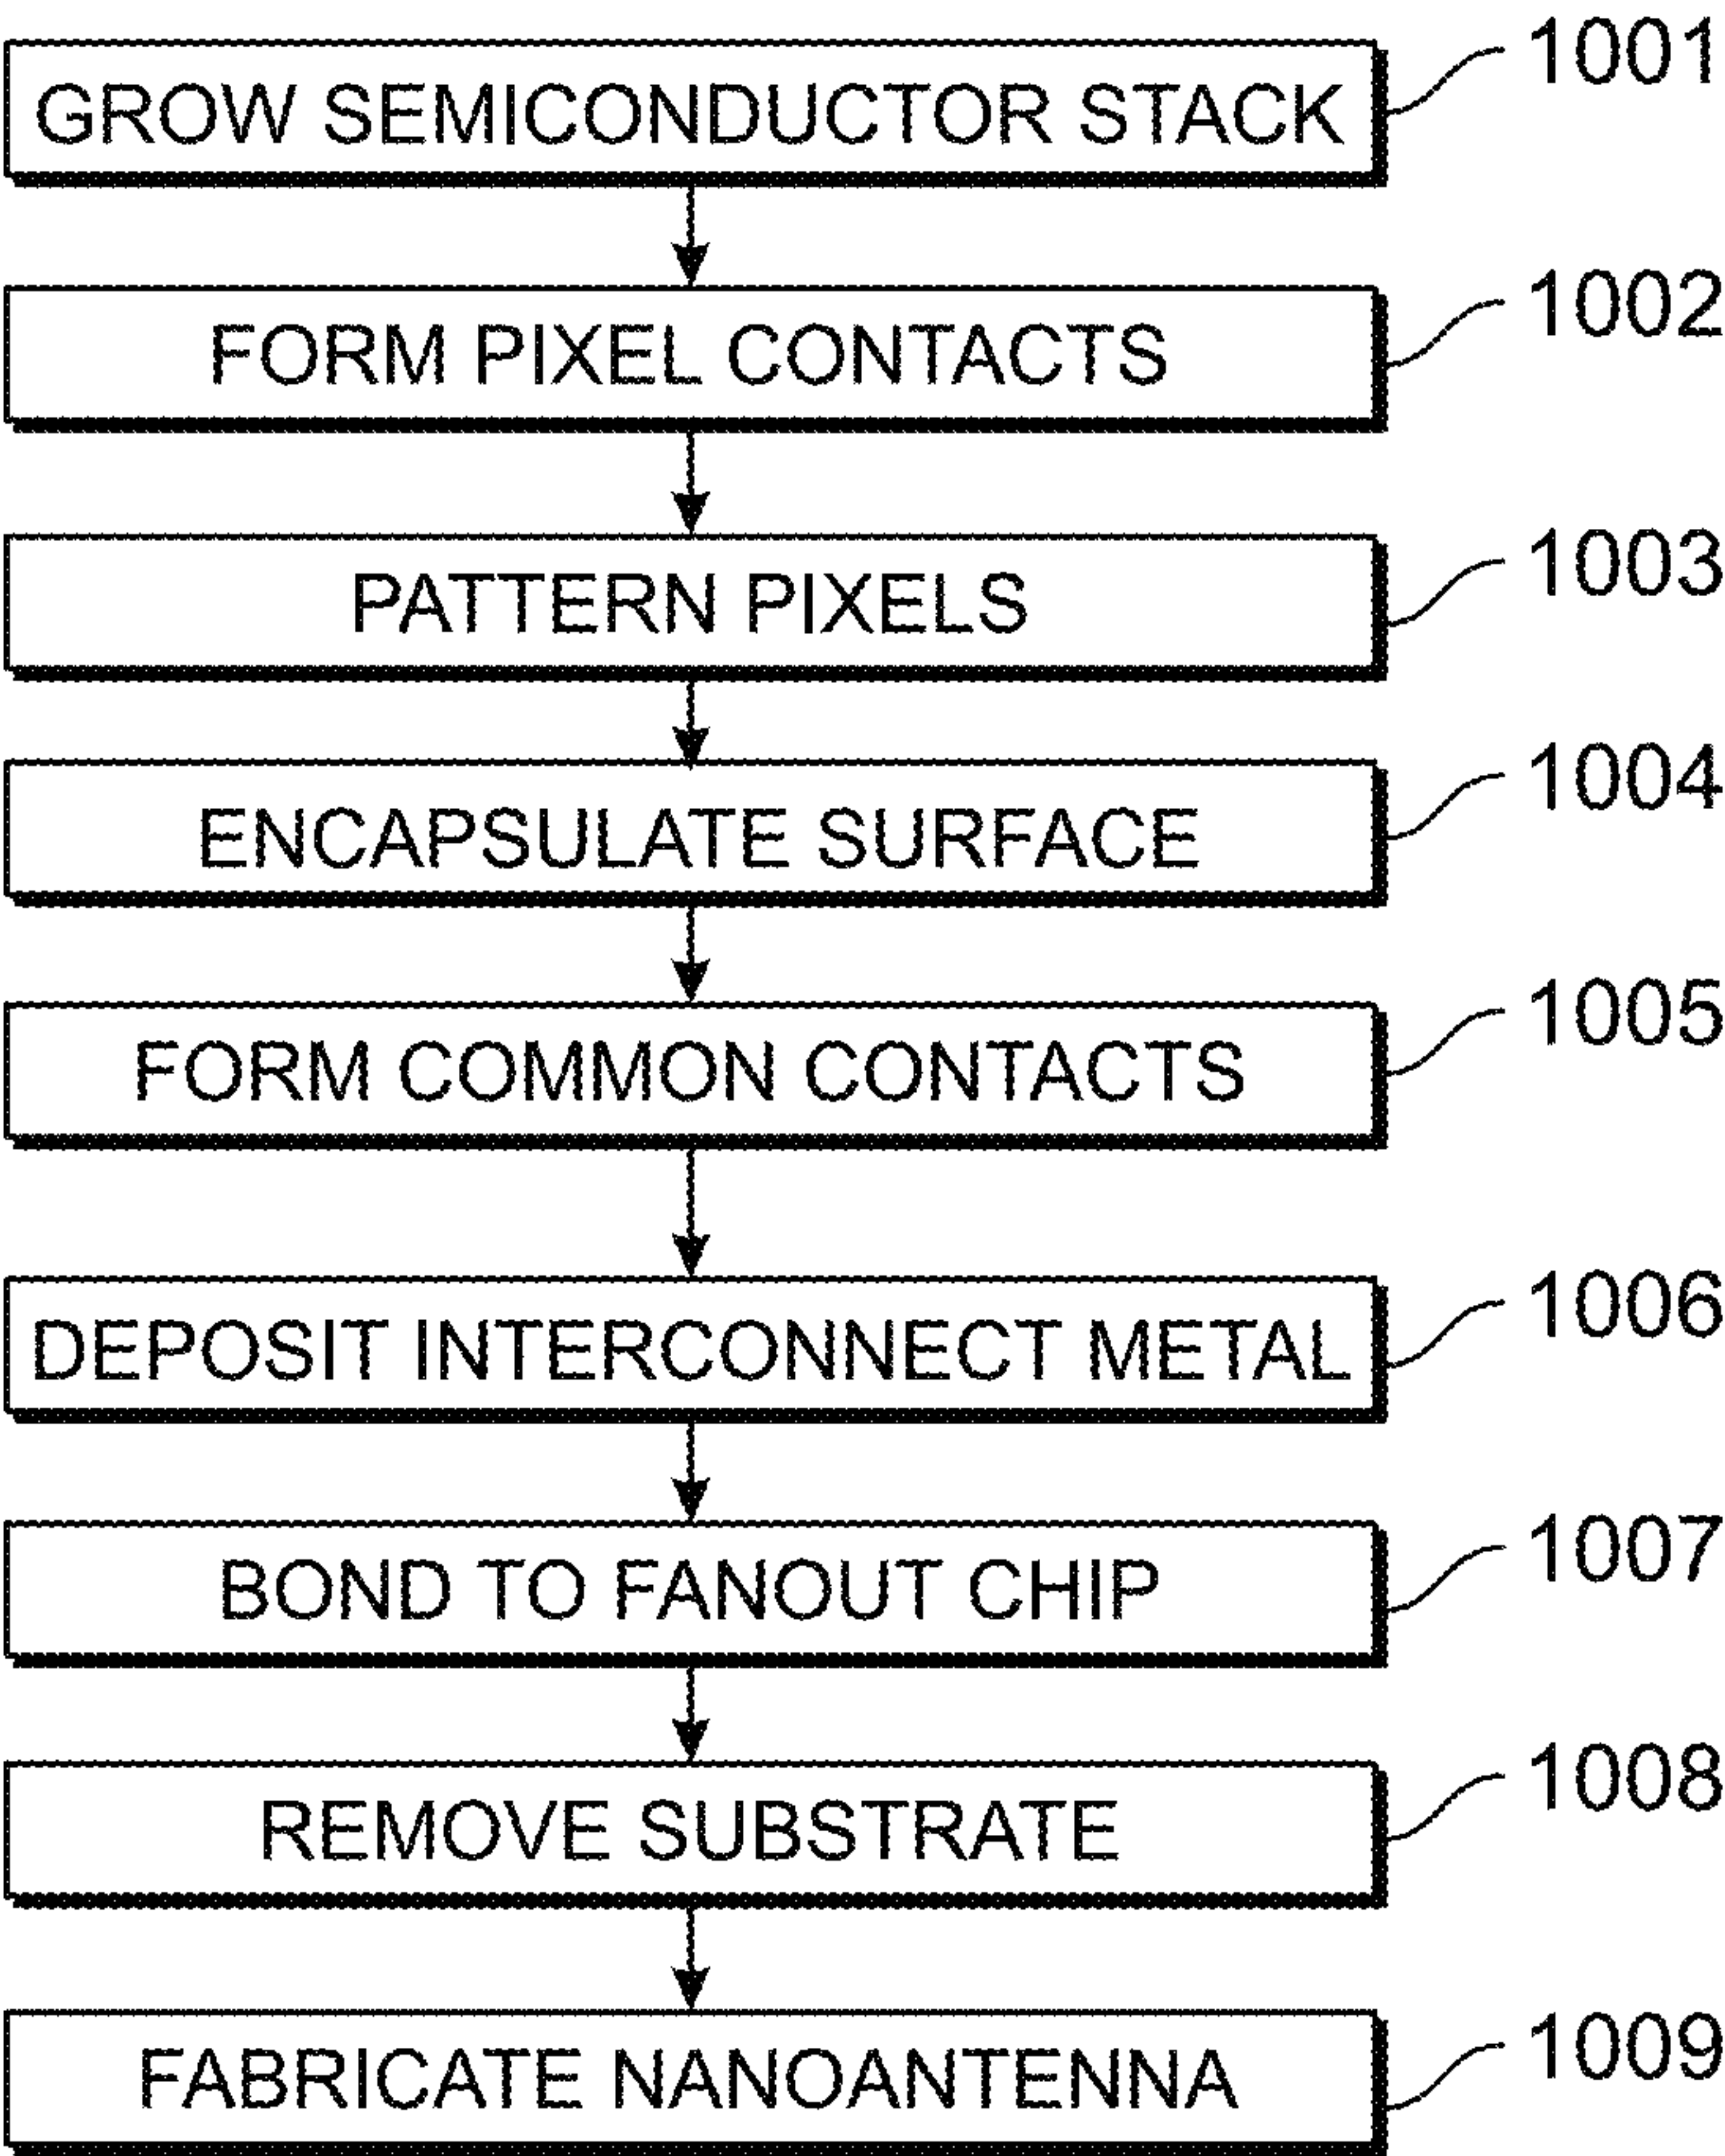 GROW SEMICONDUCTOR STACK 1001
FORM PIXEL CONTACTS 1002
PATTERN PIXELS 1003
ENCAPSULATE SURFACE 1004
FORM COMMON CONTACTS 1005
DEPOSIT INTERCONNECT METAL 1006
BOND TO FANOUT CHIP 1007
REMOVE SUBSTRATE 1008
FABRICATE NANOANTENNA 1009